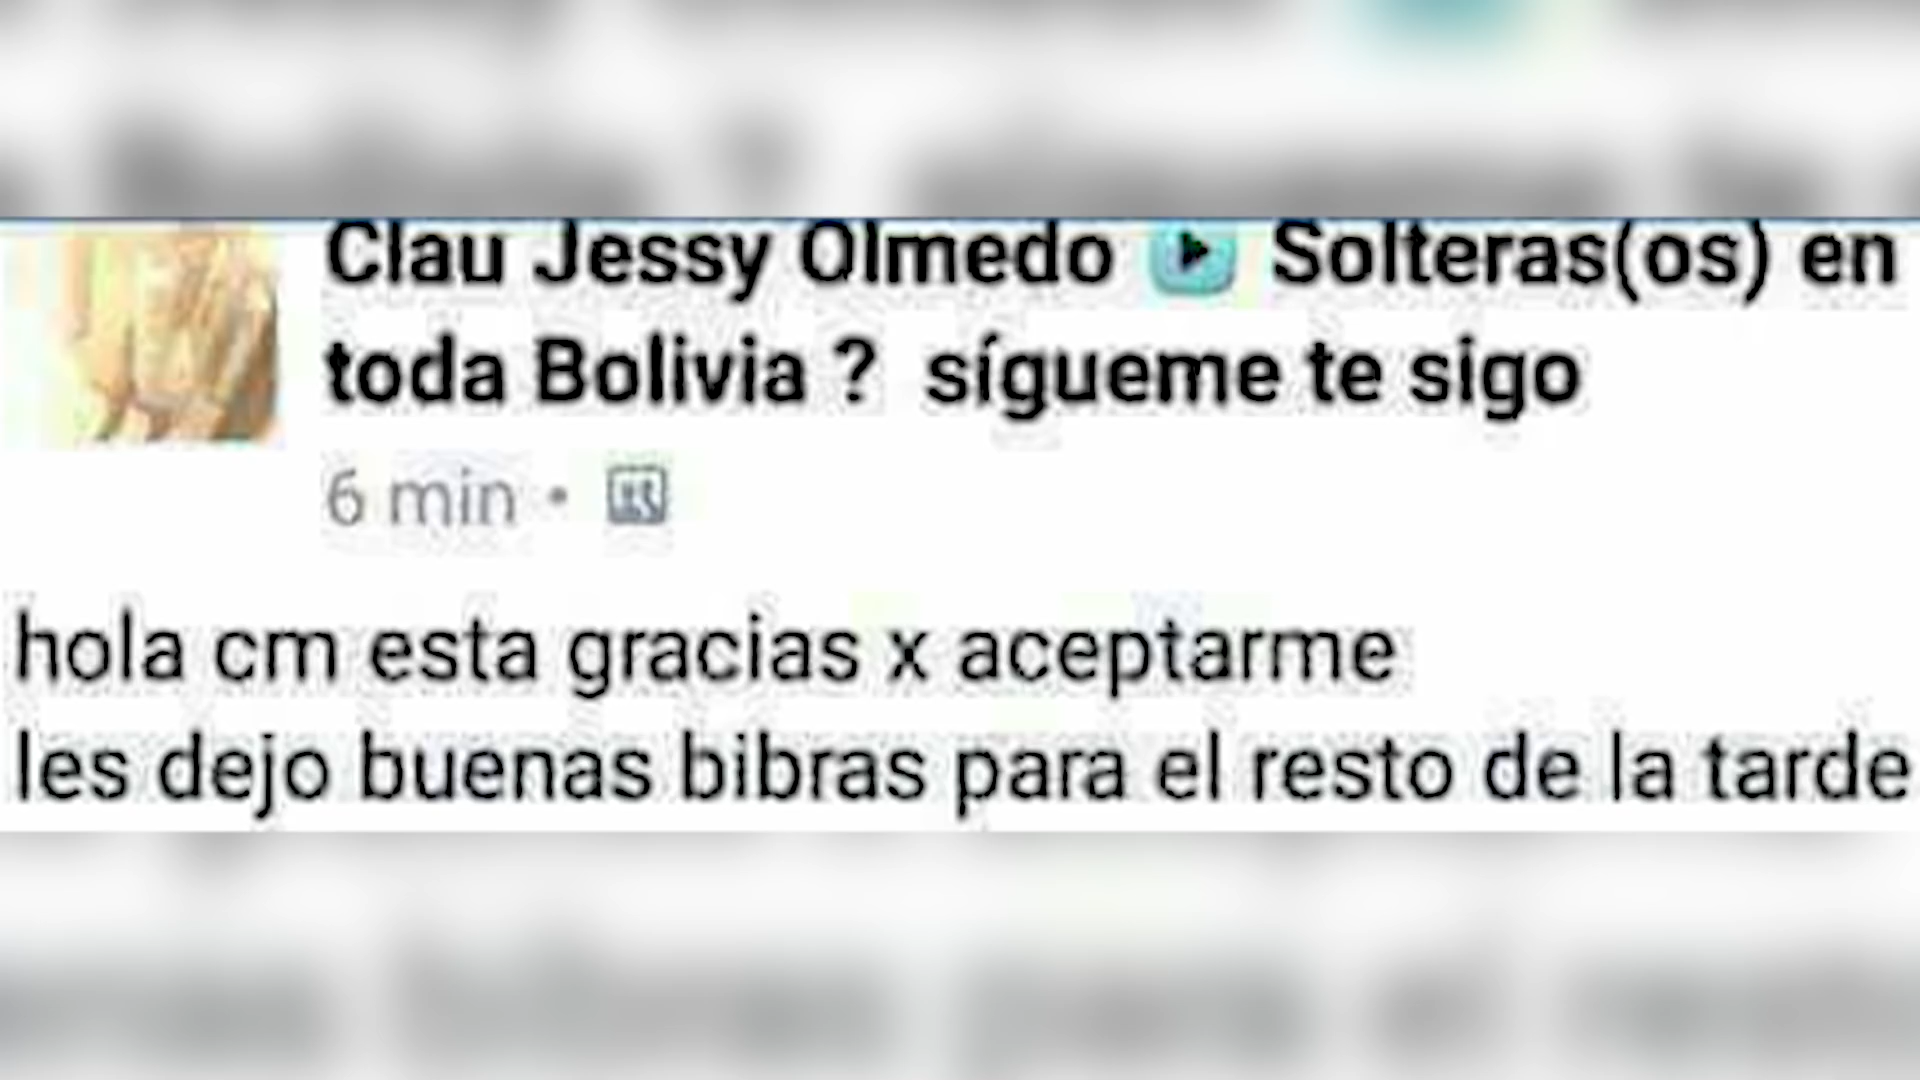 Clau Jessy Olmedo ▶ Solteras(os) en
toda Bolivia ? sígueme te sigo
6 min •
hola cm esta gracias x aceptarme
les dejo buenas bibras para el resto de la tarde